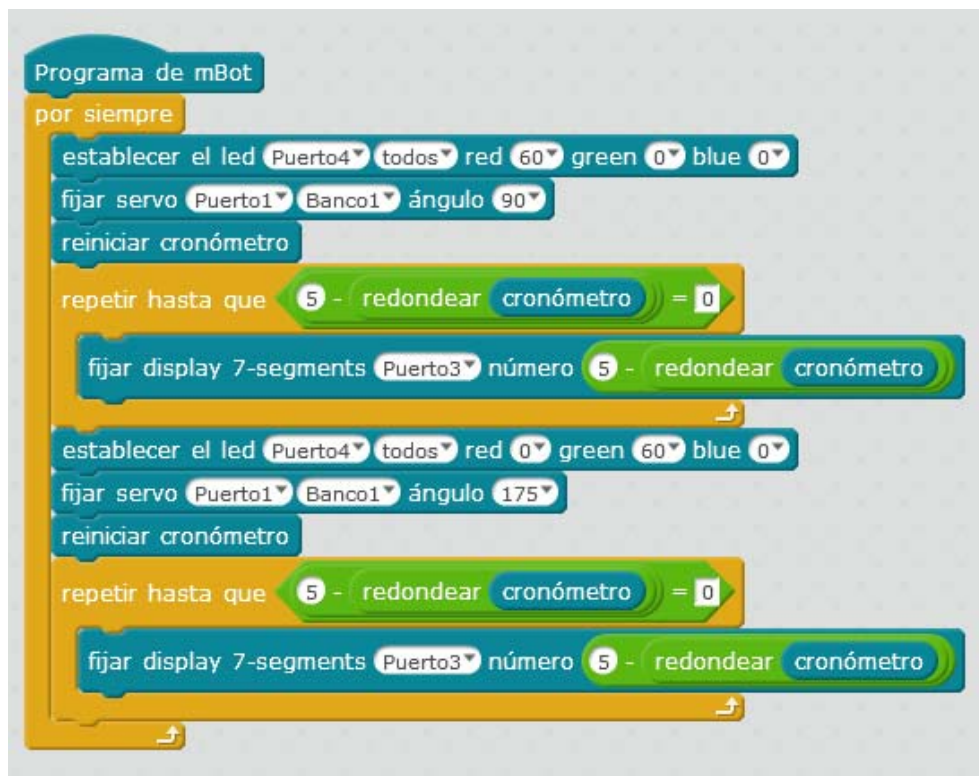 Programa de mBot
por siempre
establecer el led Puerto4 todos red 60 green 0 blue 0
fijar servo Puerto1 Banco1 ángulo 90
reiniciar cronómetro
repetir hasta que 5 - redondear cronómetro = 0
fijar display 7-segments Puerto3 número 5 - redondear cronómetro
establecer el led Puerto4 todos red 0 green 60 blue 0
fijar servo Puerto1 Banco1 ángulo 175
reiniciar cronómetro
repetir hasta que 5 - redondear cronómetro = 0
fijar display 7-segments Puerto3 número 5 - redondear cronómetro